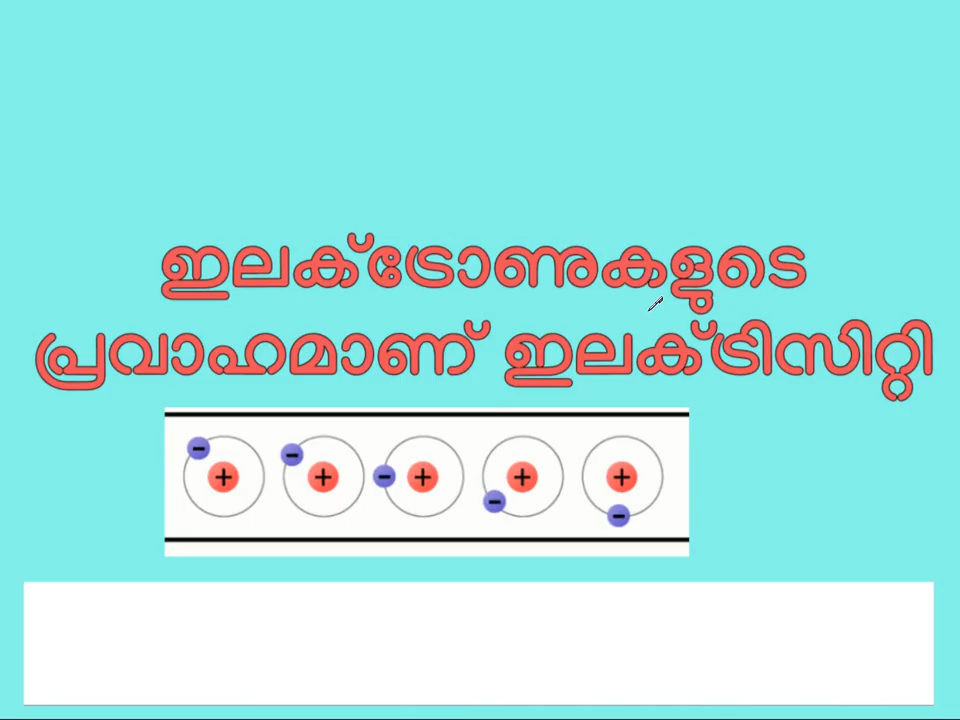 ഇലക്ട്രോണുകളുടെ
പ്രവാഹമാണ് ഇലക്ട്രിസിറ്റി
- + - + - + - + + -